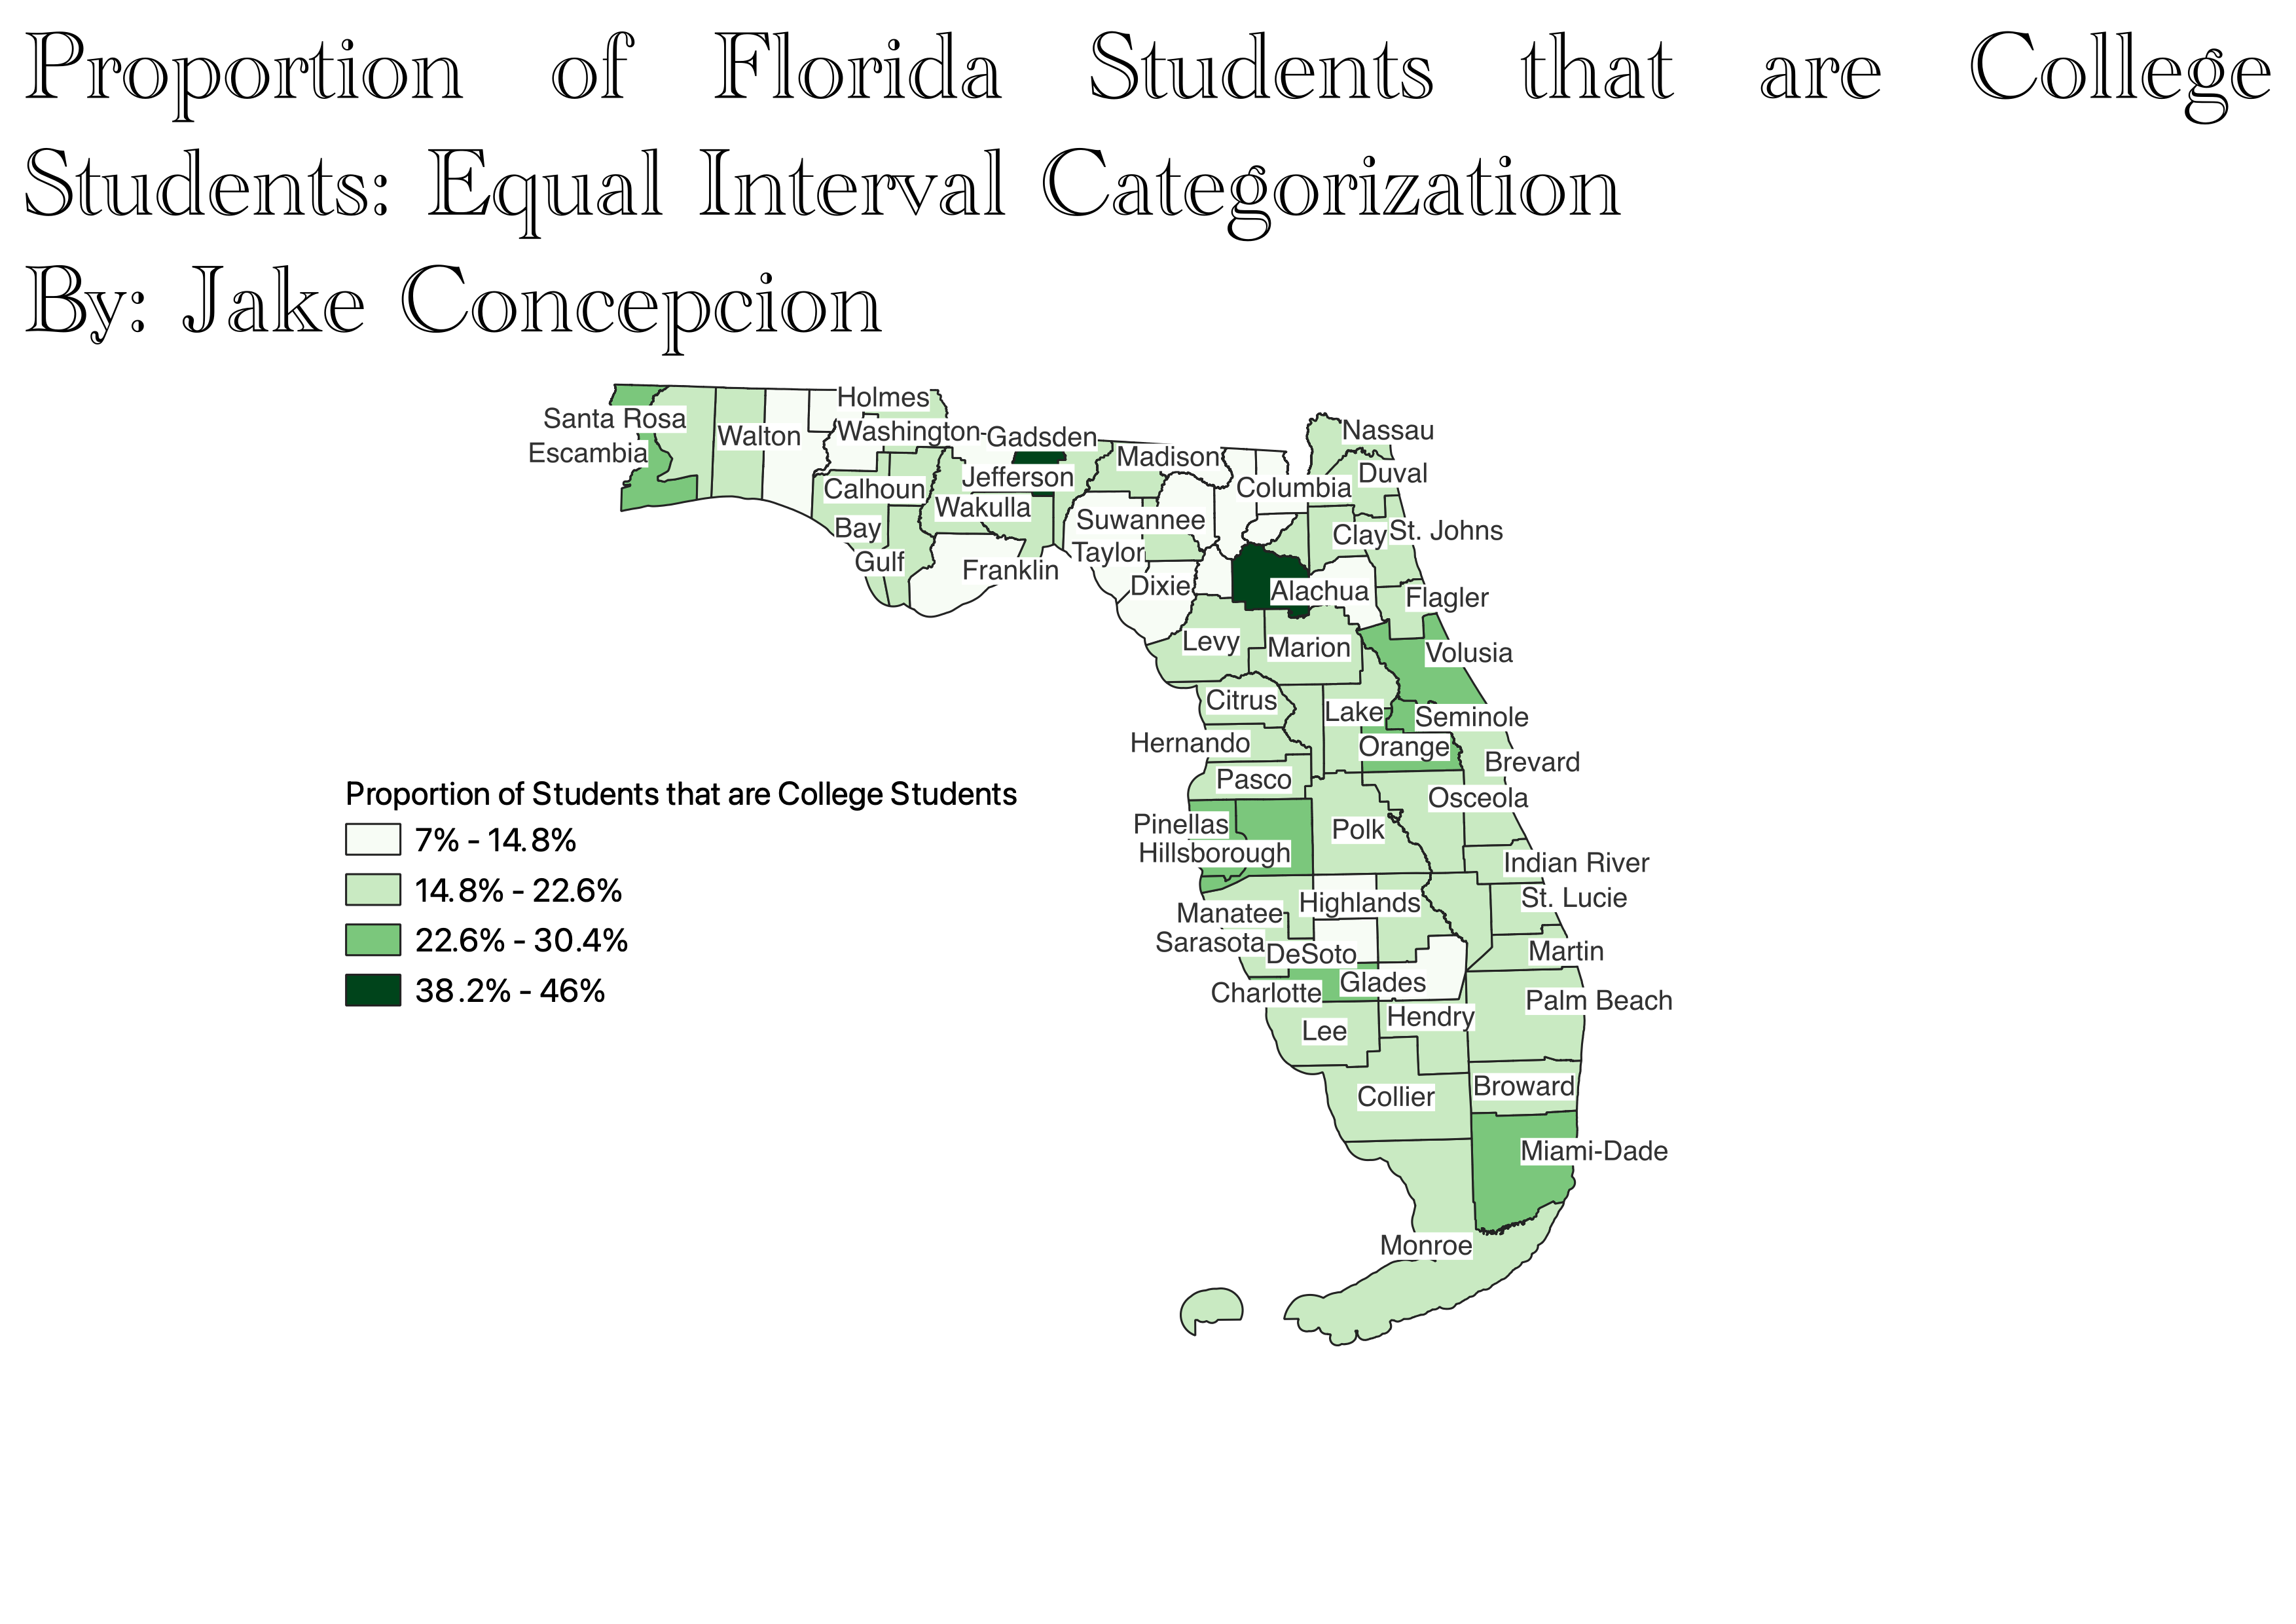 Proportion of Florida Students that are College
Students: Equal Interval Categorization
By: Jake Concepcion
Holmes
Santa Rosa
Walton
Washington
Gadsden
Nassau
Escambia
Madison
Duval
Jefferson
Calhoun
Columbia
Wakulla
Bay
Suwannee
Clay
St. Johns
Taylor
Gulf
Franklin
Dixie
Alachua
Flagler
Levy
Marion
Volusia
Citrus
Lake
Seminole
Hernando
Orange
Brevard
Pasco
Osceola
Pinellas
Polk
Hillsborough
Indian River
Highlands
St. Lucie
Manatee
Sarasota
DeSoto
Martin
Charlotte
Glades
Palm Beach
Hendry
Lee
Broward
Collier
Miami-Dade
Monroe
Proportion of Students that are College Students
7% - 14.8%
14.8% - 22.6%
22.6% - 30.4%
38.2% - 46%